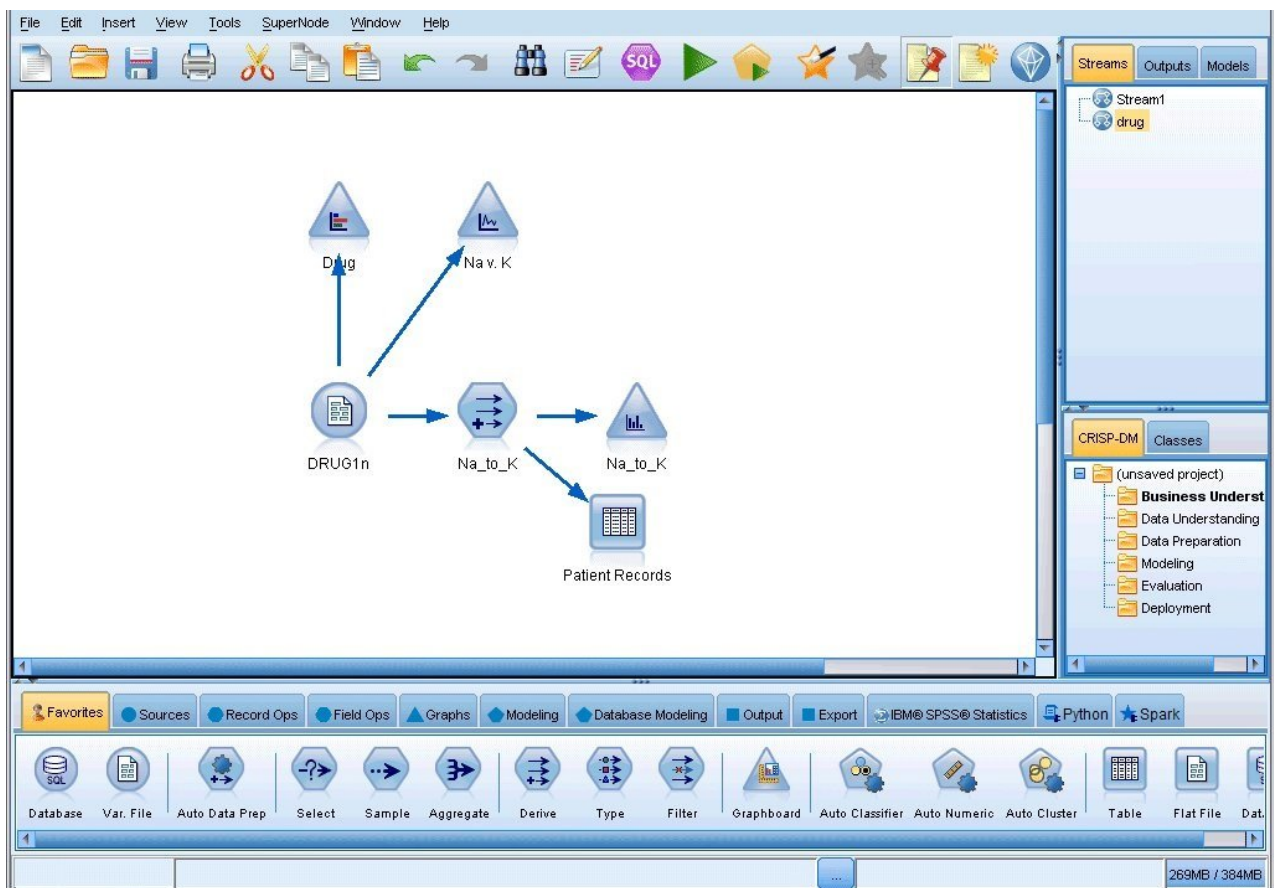 File Edit Insert View Tools SuperNode Window Help
SQL
Streams Outputs Models
Stream1
drug
Drug
Na v. K
DRUG1n
Na_to_K
Na_to_K
Patient Records
CRISP-DM Classes
(unsaved project)
Business Underst
Data Understanding
Data Preparation
Modeling
Evaluation
Deployment
Favorites Sources Record Ops Field Ops Graphs Modeling Database Modeling Output Export IBM® SPSS® Statistics Python Spark
SQL
Database Var. File Auto Data Prep Select Sample Aggregate Derive Type Filter Graphboard Auto Classifier Auto Numeric Auto Cluster Table Flat File Dat.
...
269MB / 384MB